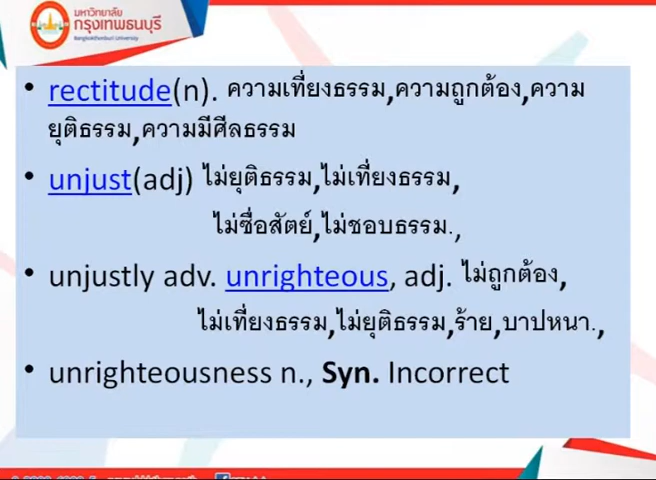 มหาวิทยาลัย
กรุงเทพธนบุรี
Bangkokthonburi University
• rectitude(n). ความเที่ยงธรรม,ความถูกต้อง,ความ
ยุติธรรม,ความมีศีลธรรม
• unjust(adj) ไม่ยุติธรรม,ไม่เที่ยงธรรม,
ไม่ซื่อสัตย์,ไม่ชอบธรรม.,
• unjustly adv. unrighteous, adj. ไม่ถูกต้อง,
ไม่เที่ยงธรรม,ไม่ยุติธรรม,ร้าย,บาปหนา.,
• unrighteousness n., Syn. Incorrect